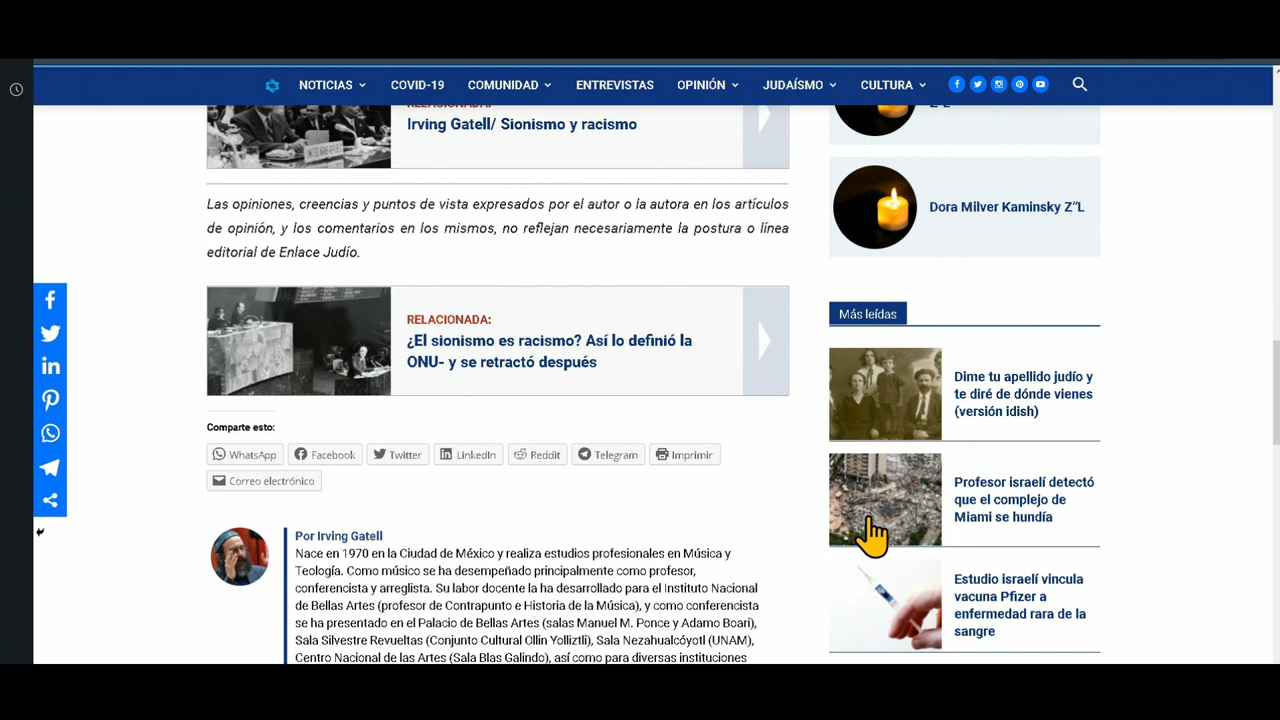 NOTICIAS COVID-19 COMUNIDAD ENTREVISTAS OPINIÓN JUDAÍSMO CULTURA
RELACIONADA:
Irving Gatell/ Sionismo y racismo
Las opiniones, creencias y puntos de vista expresados por el autor o la autora en los artículos
de opinión, y los comentarios en los mismos, no reflejan necesariamente la postura o línea
editorial de Enlace Judío.
RELACIONADA:
¿El sionismo es racismo? Así lo definió la
ONU- y se retractó después
Comparte esto:
WhatsApp Facebook Twitter LinkedIn Reddit Telegram Imprimir
Correo electrónico
Por Irving Gatell
Nace en 1970 en la Ciudad de México y realiza estudios profesionales en Música y
Teología. Como músico se ha desempeñado principalmente como profesor,
conferencista y arreglista. Su labor docente la ha desarrollado para el Instituto Nacional
de Bellas Artes (profesor de Contrapunto e Historia de la Música), y como conferencista
se ha presentado en el Palacio de Bellas Artes (salas Manuel M. Ponce y Adamo Boari),
Sala Silvestre Revueltas (Conjunto Cultural Ollin Yolliztli), Sala Nezahualcóyotl (UNAM),
Centro Nacional de las Artes (Sala Blas Galindo), así como para diversas instituciones
Z"L
Dora Milver Kaminsky Z"L
Más leídas
Dime tu apellido judío y
te diré de dónde vienes
(versión idish)
Profesor israelí detectó
que el complejo de
Miami se hundía
Estudio israelí vincula
vacuna Pfizer a
enfermedad rara de la
sangre